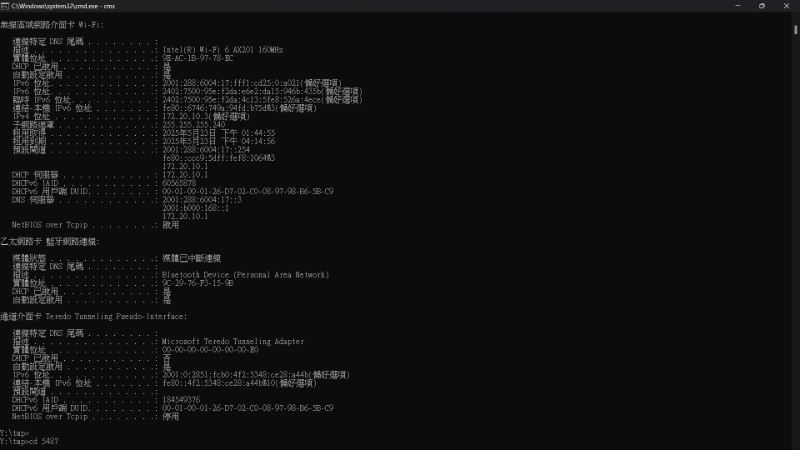 C:\Windows\system32\cmd.exe - cms
無線區域網路介面卡 Wi-Fi:
連線特定 DNS 尾碼 . . . . . . . . :
描述 . . . . . . . . . . . . . . .: Intel(R) Wi-Fi 6 AX201 160MHz
實體位址 . . . . . . . . . . . . .: 9E-AC-1B-97-78-EC
DHCP 已啟用 . . . . . . . . . . . : 是
自動設定啟用 . . . . . . . . . . .: 是
IPv6 位址. . . . . . . . . . . . .: 2001:288:6004:17:fff1:cd25:0:a021(偏好選項)
IPv6 位址. . . . . . . . . . . . .: 2402:7500:95e:f2da:e6e2:da15:946b:435b(偏好選項)
臨時 IPv6 位址. . . . . . . . . . : 2402:7500:95e:f2da:4c13:5fe8:526a:4ece(偏好選項)
連結-本機 IPv6 位址 . . . . . . . : fe80::6746:749a:94fd:b75d%3(偏好選項)
IPv4 位址 . . . . . . . . . . . . : 172.20.10.3(偏好選項)
子網路遮罩 . . . . . . . . . . . .: 255.255.255.240
租用取得 . . . . . . . . . . . . .: 2025年5月23日 下午 01:44:55
租用到期 . . . . . . . . . . . . .: 2025年5月23日 下午 04:14:56
預設閘道 . . . . . . . . . . . . .: 2001:288:6004:17::254
fe80::ccc9:5dff:fef8:1064%3
172.20.10.1
DHCP 伺服器 . . . . . . . . . . . : 172.20.10.1
DHCPv6 IAID . . . . . . . . . . . : 60565878
DHCPv6 用戶端 DUID. . . . . . . . : 00-01-00-01-26-D7-02-C0-08-97-98-B6-5B-C9
DNS 伺服器 . . . . . . . . . . . .: 2001:288:6004:17::3
2001:b000:168::1
172.20.10.1
NetBIOS over Tcpip . . . . . . . .: 啟用
乙太網路卡 藍牙網路連線:
媒體狀態 . . . . . . . . . . . . .: 媒體已中斷連線
連線特定 DNS 尾碼 . . . . . . . . :
描述 . . . . . . . . . . . . . . .: Bluetooth Device (Personal Area Network)
實體位址 . . . . . . . . . . . . .: 9C-29-76-F3-15-9B
DHCP 已啟用 . . . . . . . . . . . : 是
自動設定啟用 . . . . . . . . . . .: 是
通道介面卡 Teredo Tunneling Pseudo-Interface:
連線特定 DNS 尾碼 . . . . . . . . :
描述 . . . . . . . . . . . . . . .: Microsoft Teredo Tunneling Adapter
實體位址 . . . . . . . . . . . . .: 00-00-00-00-00-00-00-E0
DHCP 已啟用 . . . . . . . . . . . : 否
自動設定啟用 . . . . . . . . . . .: 是
IPv6 位址. . . . . . . . . . . . .: 2001:0:2851:fcb0:4f2:5348:ce28:a44b(偏好選項)
連結-本機 IPv6 位址 . . . . . . . : fe80::4f2:5348:ce28:a44b%10(偏好選項)
預設閘道 . . . . . . . . . . . . .:
DHCPv6 IAID . . . . . . . . . . . : 184549376
DHCPv6 用戶端 DUID. . . . . . . . : 00-01-00-01-26-D7-02-C0-08-97-98-B6-5B-C9
NetBIOS over Tcpip . . . . . . . .: 停用
Y:\tmp>
Y:\tmp>cd 5487